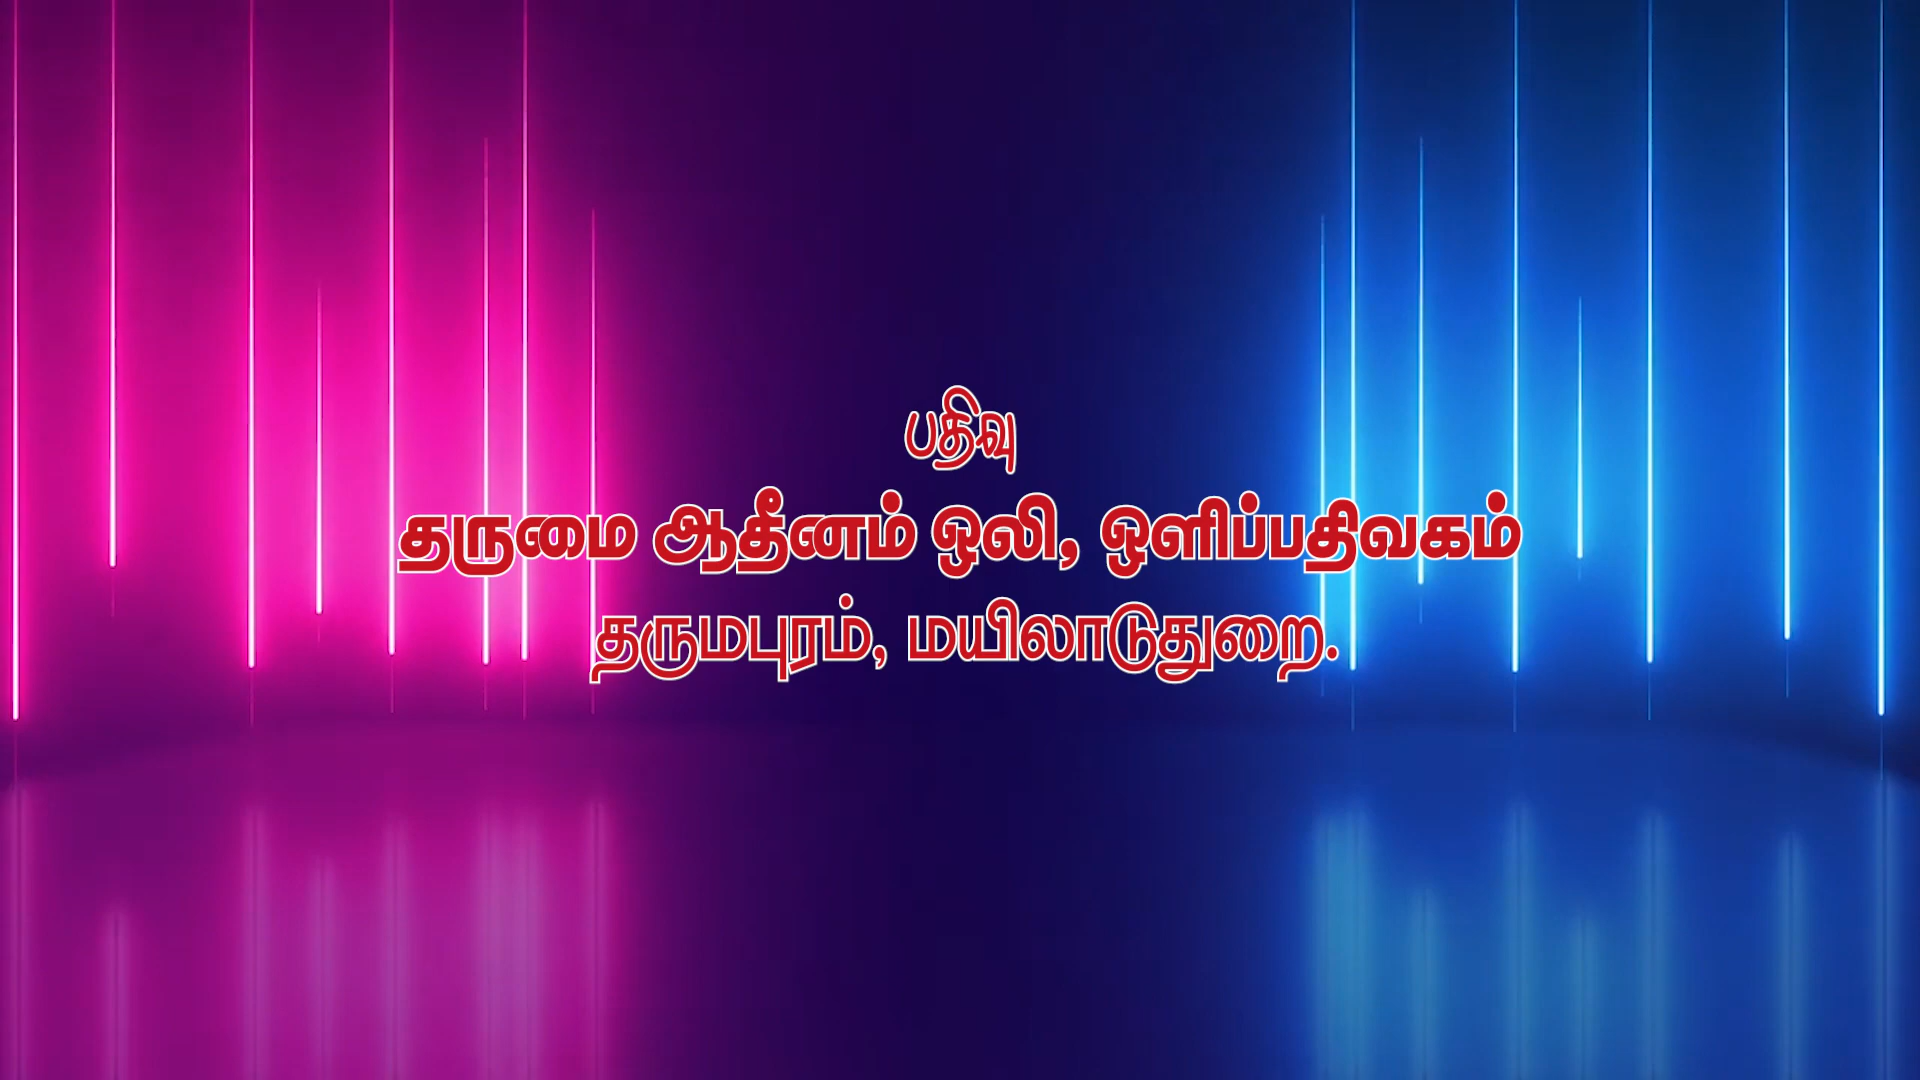 பதிவு
தருமை ஆதீனம் ஒலி, ஒளிப்பதிவகம்
தருமபுரம், மயிலாடுதுறை.